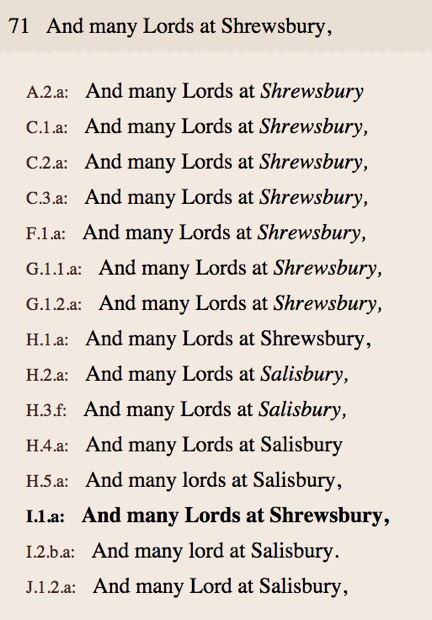 71 And many Lords at Shrewsbury,
A.2.a: And many Lords at Shrewsbury
C.1.a: And many Lords at Shrewsbury,
C.2.a: And many Lords at Shrewsbury,
C.3.a: And many Lords at Shrewsbury,
F.1.a: And many Lords at Shrewsbury,
G.1.1.a: And many Lords at Shrewsbury,
G.1.2.a: And many Lords at Shrewsbury,
H.1.a: And many Lords at Shrewsbury,
H.2.a: And many Lords at Salisbury,
H.3.f: And many Lords at Salisbury,
H.4.a: And many Lords at Salisbury
H.5.a: And many lords at Salisbury,
I.1.a: And many Lords at Shrewsbury,
I.2.b.a: And many lord at Salisbury.
J.1.2.a: And many Lord at Salisbury,